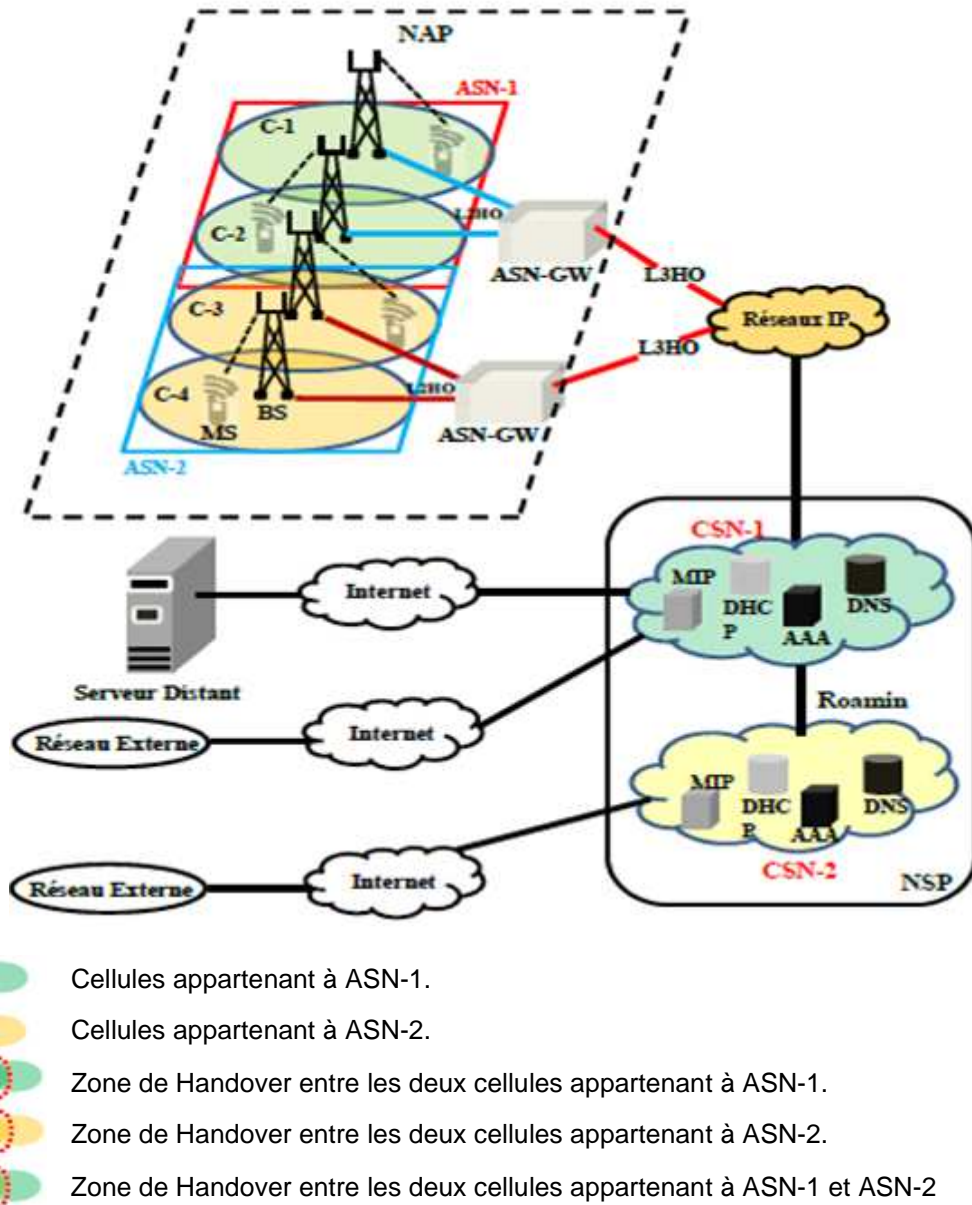 NAP
ASN-1
C-1
C-2
L2HO
ASN-GW
L3HO
Réseaux IP
C-3
L3HO
C-4
L2HO
BS
MS
ASN-GW
ASN-2
CSN-1
Internet
MIP
DHC
P
AAA
DNS
Serveur Distant
Roamin
Réseau Externe
Internet
MIP
DHC
P
AAA
DNS
CSN-2
Réseau Externe
Internet
NSP
Cellules appartenant à ASN-1.
Cellules appartenant à ASN-2.
Zone de Handover entre les deux cellules appartenant à ASN-1.
Zone de Handover entre les deux cellules appartenant à ASN-2.
Zone de Handover entre les deux cellules appartenant à ASN-1 et ASN-2